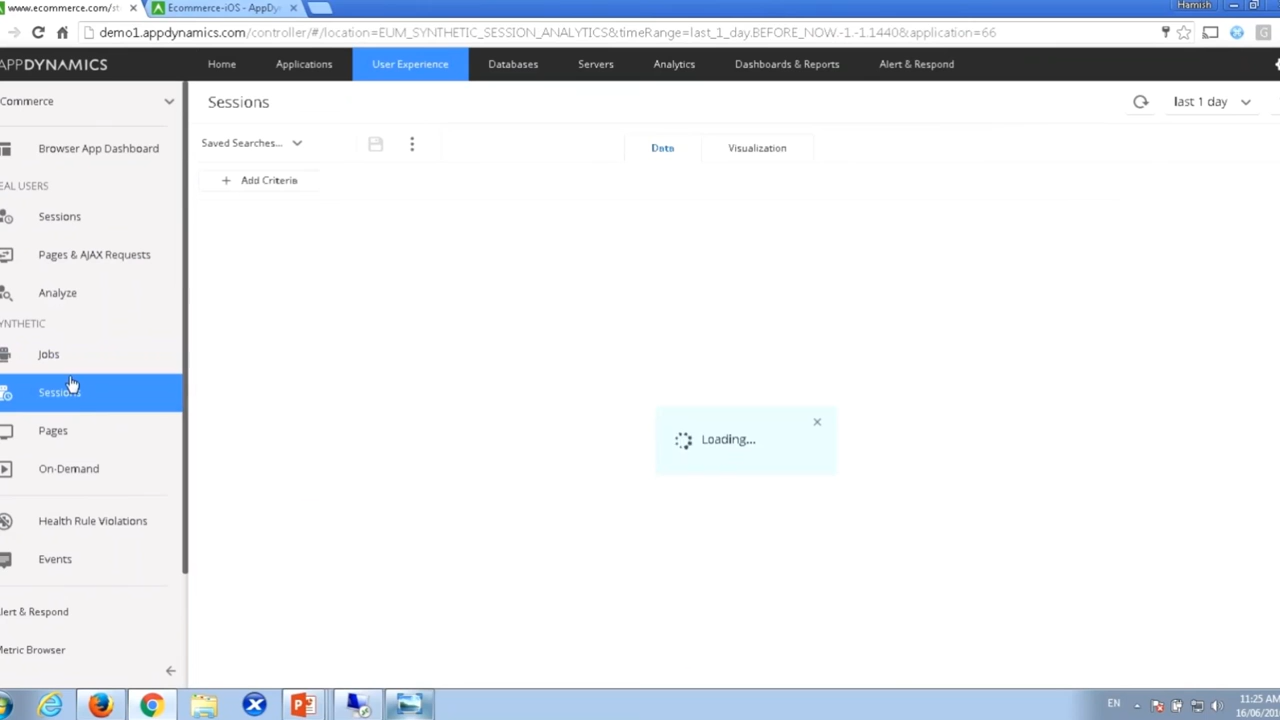 www.ecommerce.com/st
Ecommerce-iOS - AppDy
Hamish
demo1.appdynamics.com/controller/#/location=EUM_SYNTHETIC_SESSION_ANALYTICS&timeRange=last_1_day.BEFORE_NOW.-1.-1.1440&application=66
APPDYNAMICS
Home
Applications
User Experience
Databases
Servers
Analytics
Dashboards & Reports
Alert & Respond
Commerce
Sessions
last 1 day
Saved Searches...
Data
Visualization
Add Criteria
Browser App Dashboard
EAL USERS
Sessions
Pages & AJAX Requests
Analyze
YNTHETIC
Jobs
Sessions
Pages
On-Demand
Loading...
Health Rule Violations
Events
lert & Respond
etric Browser
EN
11:25 AM
16/06/201